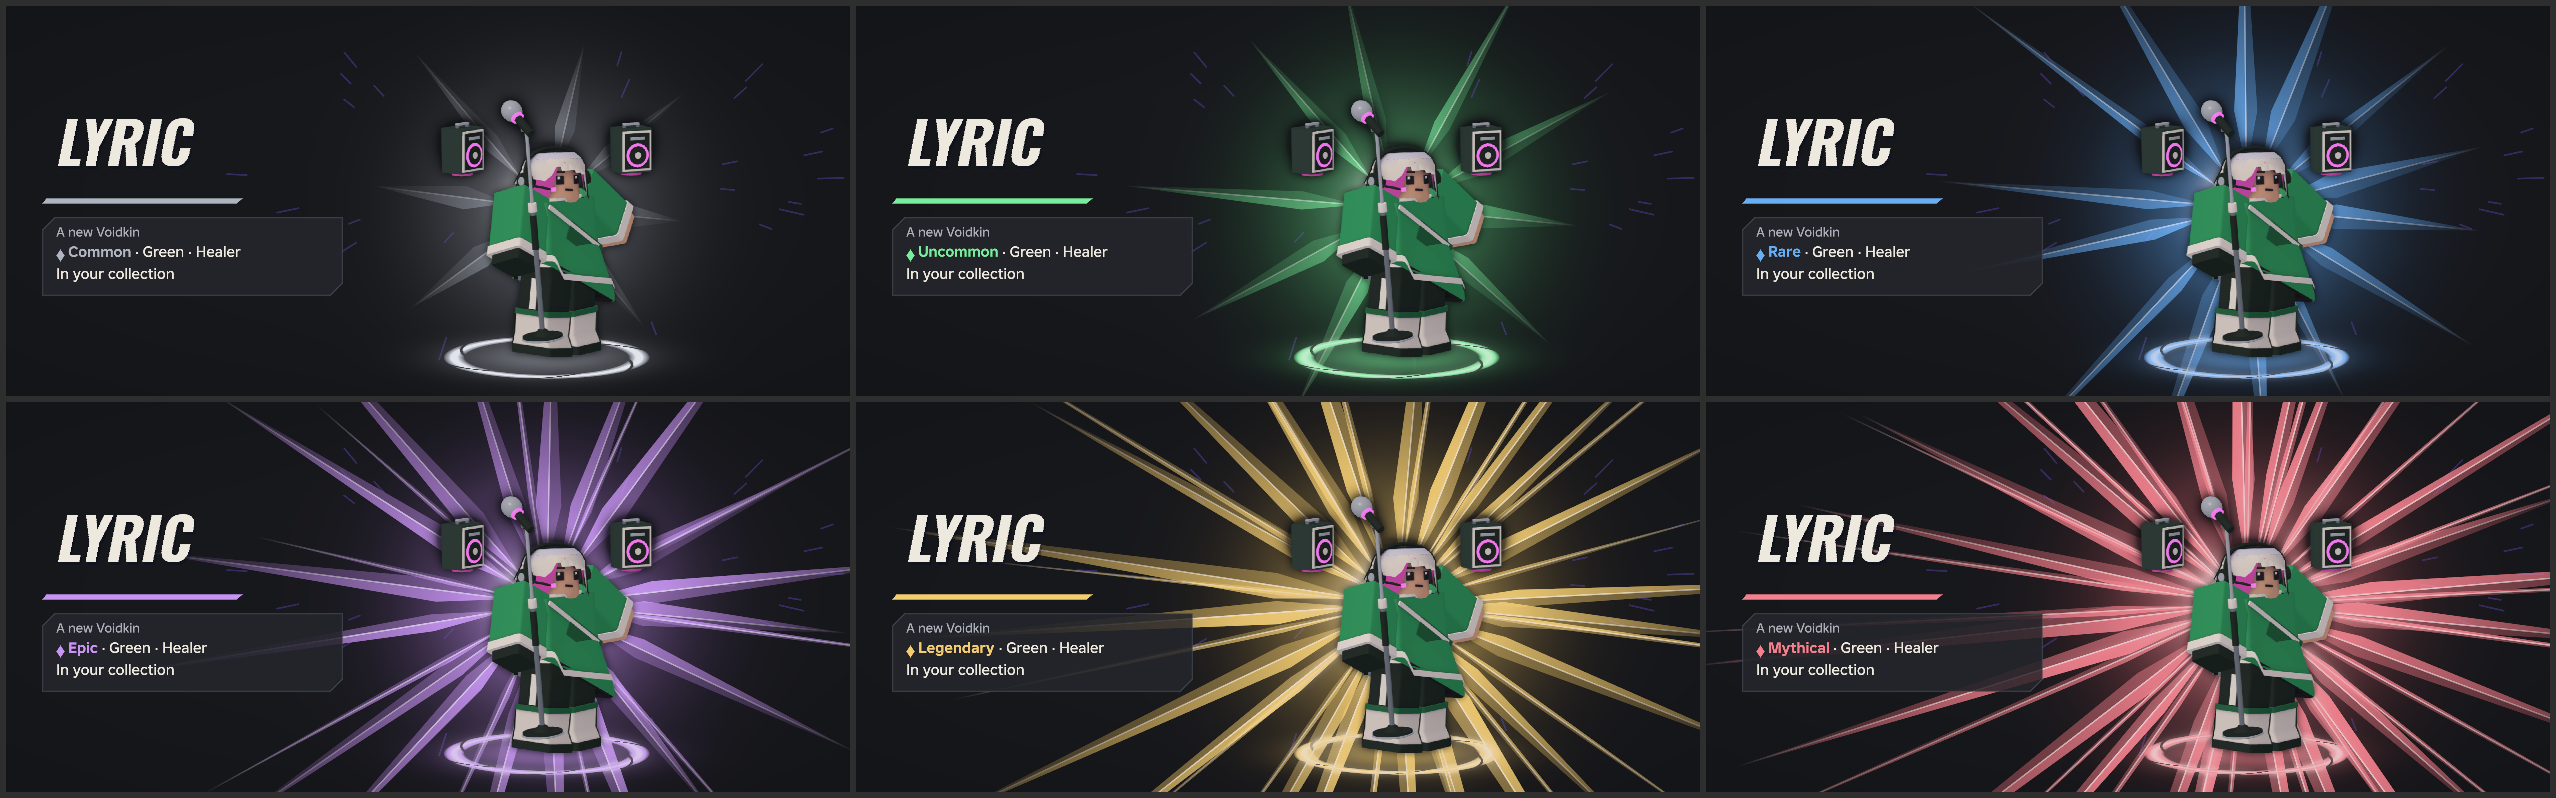 LYRIC
A new Voidkin
Common · Green · Healer
In your collection
LYRIC
A new Voidkin
Uncommon · Green · Healer
In your collection
LYRIC
A new Voidkin
Rare · Green · Healer
In your collection
LYRIC
A new Voidkin
Epic · Green · Healer
In your collection
LYRIC
A new Voidkin
Legendary · Green · Healer
In your collection
LYRIC
A new Voidkin
Mythical · Green · Healer
In your collection